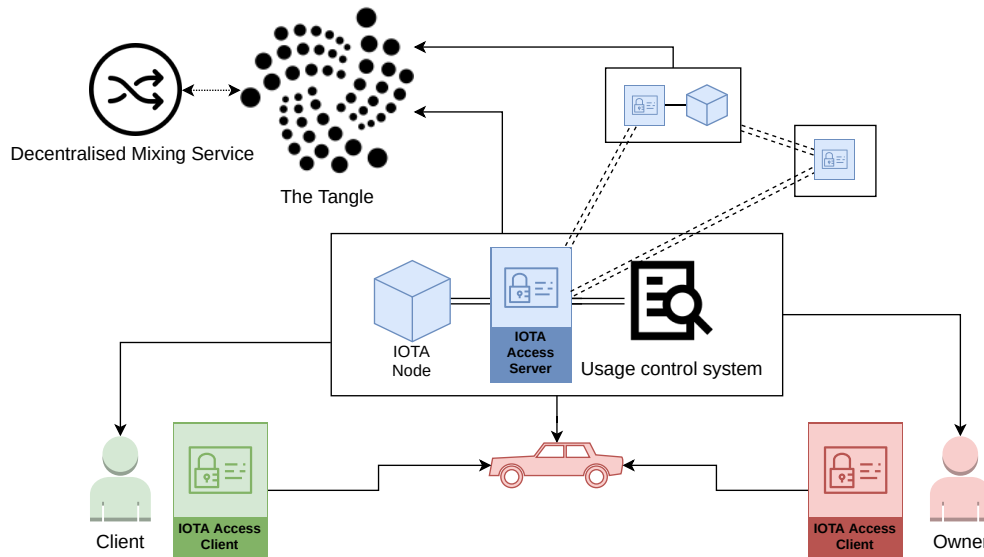 Decentralised Mixing Service
The Tangle
IOTA
Node
IOTA
Access
Server
Usage control system
Client
IOTA Access
Client
IOTA Access
Client
Owner